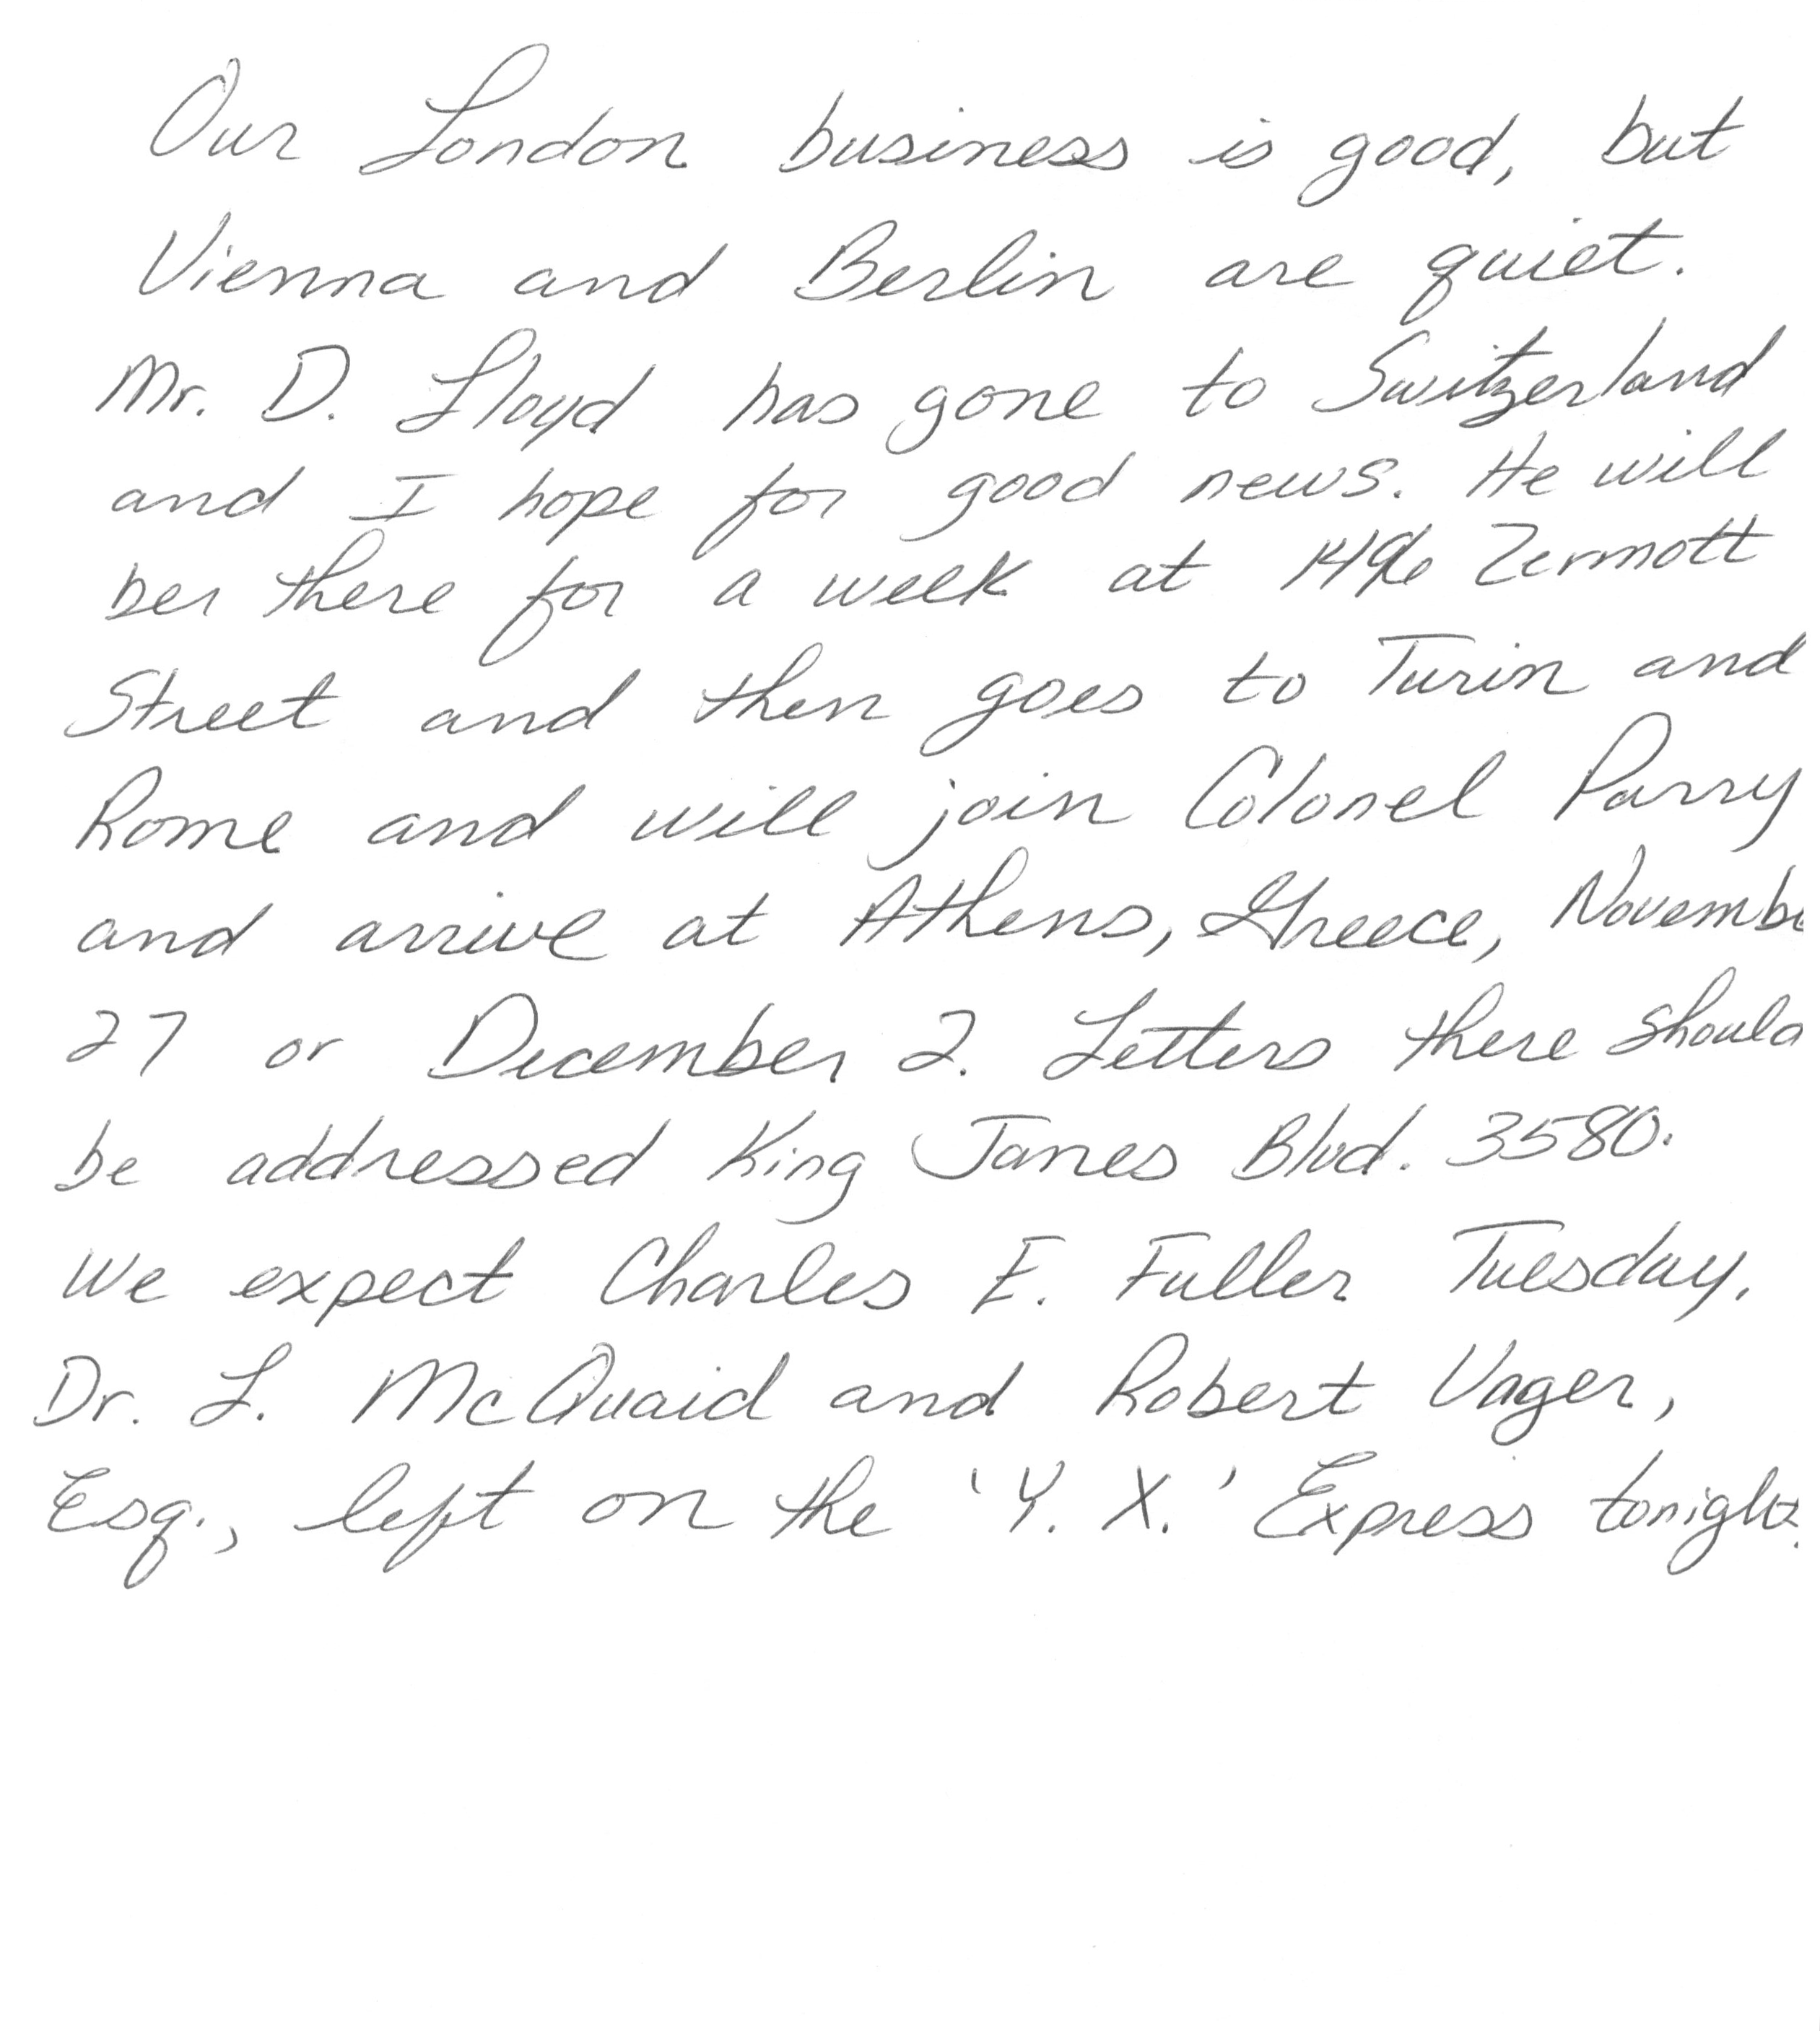 Our London business is good, but
Vienna and Berlin are quiet.
Mr. D. Lloyd has gone to Switzerland
and I hope for good news. He will
ber there for a week at Zermott
Street and then goes to Turin and
Rome and will join Colonel Parry
and arrive at Athens, Greece, Novembe
27 or December 2. Letters there should
be addressed King James Blvd. 3580.
We expect Charles E. Fuller Tuesday.
Dr. L. McQuaid and Robert Unger,
Esq., left on the 'Y. X.' Express tonight.